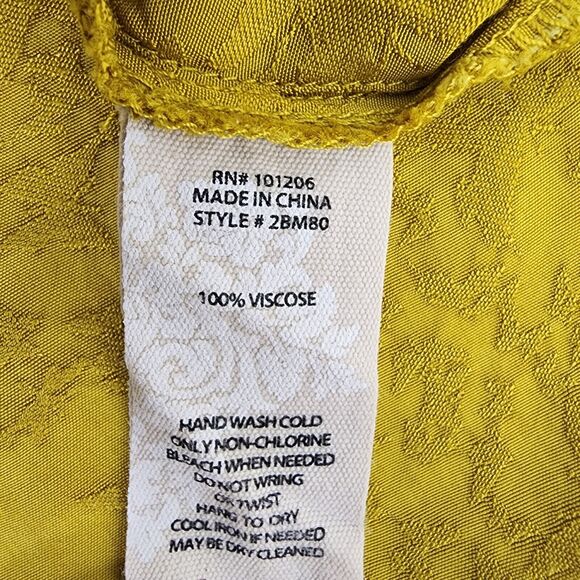 RN# 101206
MADE IN CHINA
STYLE # 2BM80
100% VISCOSE
HAND WASH COLD
ONLY NON-CHLORINE
BLEACH WHEN NEEDED
DO NOT WRING
OR TWIST
HANG TO DRY
COOL IRON IF NEEDED
MAY BE DRY CLEANED